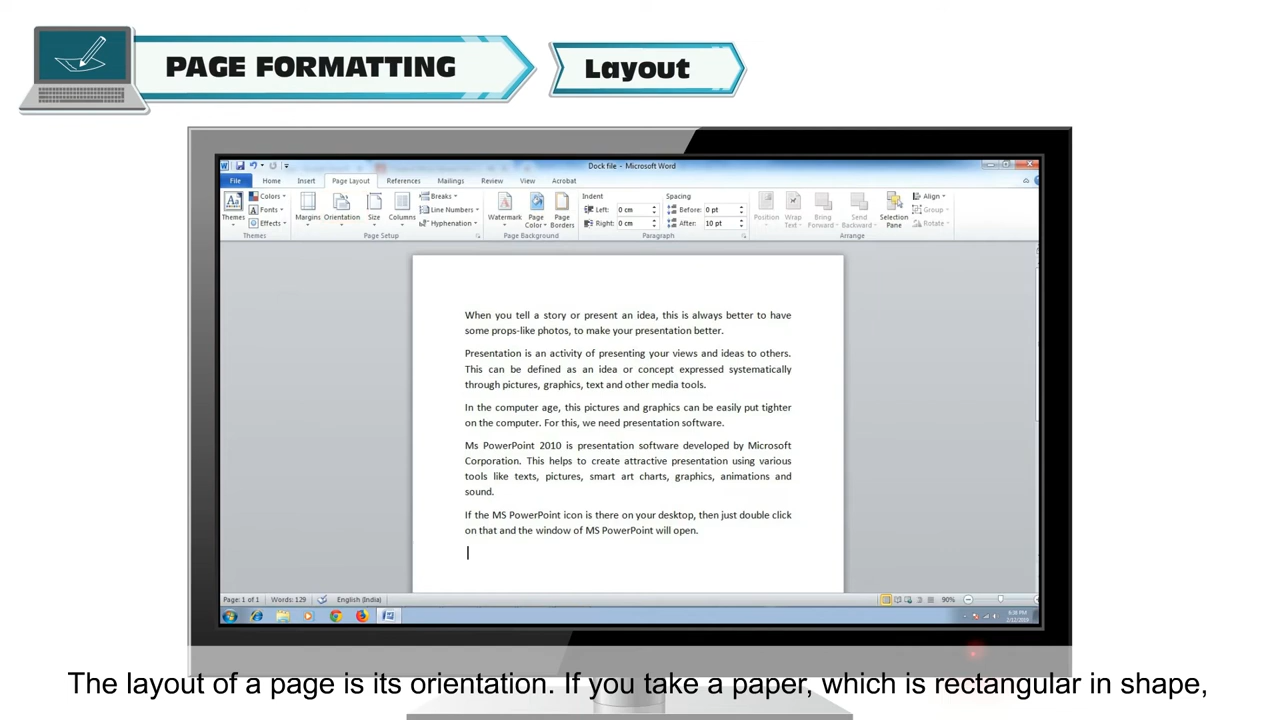 PAGE FORMATTING
Layout
Dock file - Microsoft Word
File Home Insert Page Layout References Mailings Review View Acrobat
Themes
Colors
Fonts
Effects
Themes
Margins Orientation Size Columns
Breaks
Line Numbers
Hyphenation
Page Setup
Watermark Page Color Page Borders
Page Background
Indent
Left: 0 cm
Right: 0 cm
Spacing
Before: 0 pt
After: 10 pt
Paragraph
Position Wrap Text Bring Forward Send Backward Selection Pane
Align
Group
Rotate
Arrange
When you tell a story or present an idea, this is always better to have
some props-like photos, to make your presentation better.
Presentation is an activity of presenting your views and ideas to others.
This can be defined as an idea or concept expressed systematically
through pictures, graphics, text and other media tools.
In the computer age, this pictures and graphics can be easily put tighter
on the computer. For this, we need presentation software.
Ms PowerPoint 2010 is presentation software developed by Microsoft
Corporation. This helps to create attractive presentation using various
tools like texts, pictures, smart art charts, graphics, animations and
sound.
If the MS PowerPoint icon is there on your desktop, then just double click
on that and the window of MS PowerPoint will open.
Page: 1 of 1 Words: 129 English (India) 90%
The layout of a page is its orientation. If you take a paper, which is rectangular in shape,